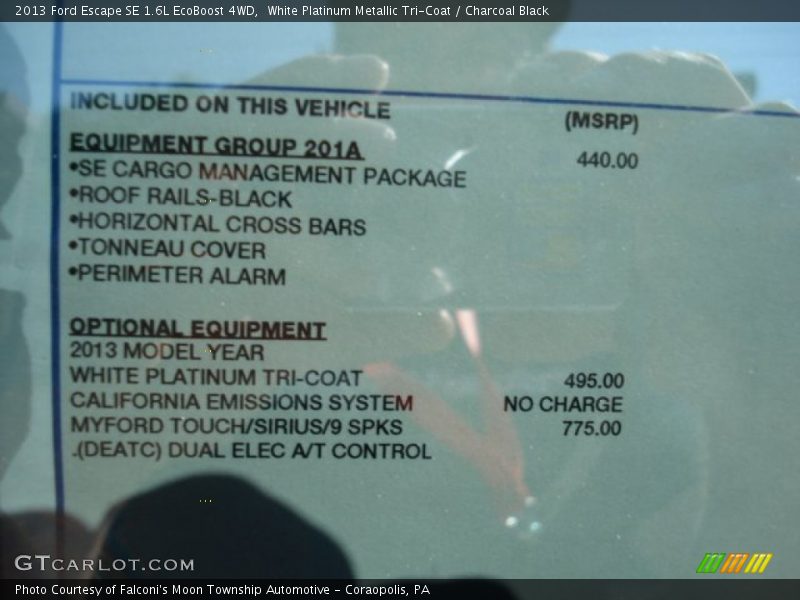 2013 Ford Escape SE 1.6L EcoBoost 4WD,  White Platinum Metallic Tri-Coat / Charcoal Black
INCLUDED ON THIS VEHICLE
(MSRP)
EQUIPMENT GROUP 201A 440.00
•SE CARGO MANAGEMENT PACKAGE
•ROOF RAILS-BLACK
•HORIZONTAL CROSS BARS
•TONNEAU COVER
•PERIMETER ALARM
OPTIONAL EQUIPMENT
2013 MODEL YEAR
WHITE PLATINUM TRI-COAT 495.00
CALIFORNIA EMISSIONS SYSTEM NO CHARGE
MYFORD TOUCH/SIRIUS/9 SPKS 775.00
.(DEATC) DUAL ELEC A/T CONTROL
GTCARLOT.COM
Photo Courtesy of Falconi's Moon Township Automotive - Coraopolis, PA